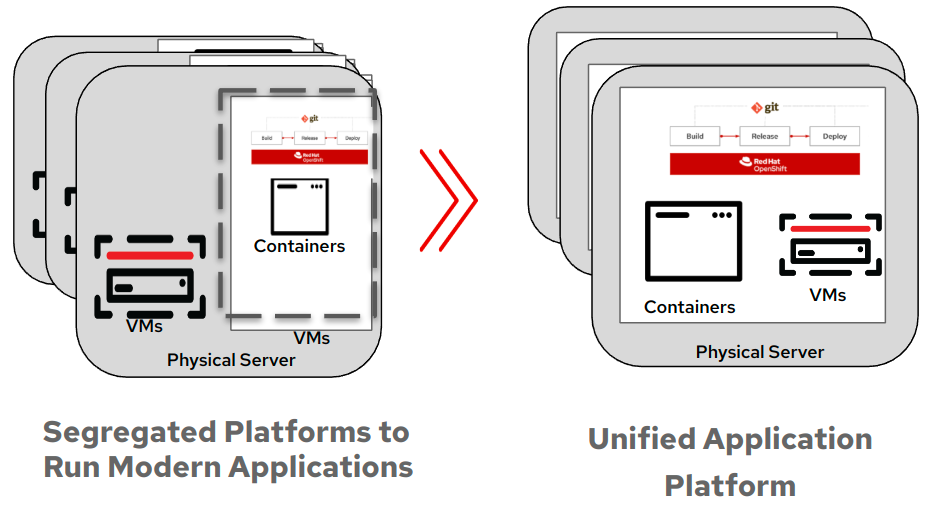 git
Build
Release
Deploy
Red Hat
OpenShift
Containers
VMs
VMs
Physical Server
Segregated Platforms to
Run Modern Applications
git
Build
Release
Deploy
Red Hat
OpenShift
Containers
VMs
Physical Server
Unified Application
Platform